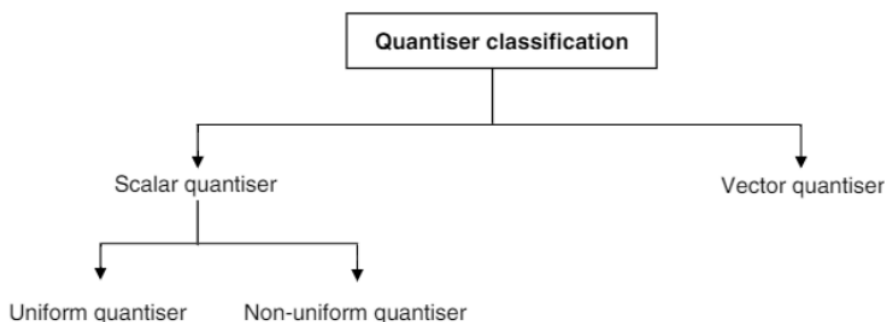 Quantiser classification
Scalar quantiser
Vector quantiser
Uniform quantiser
Non-uniform quantiser